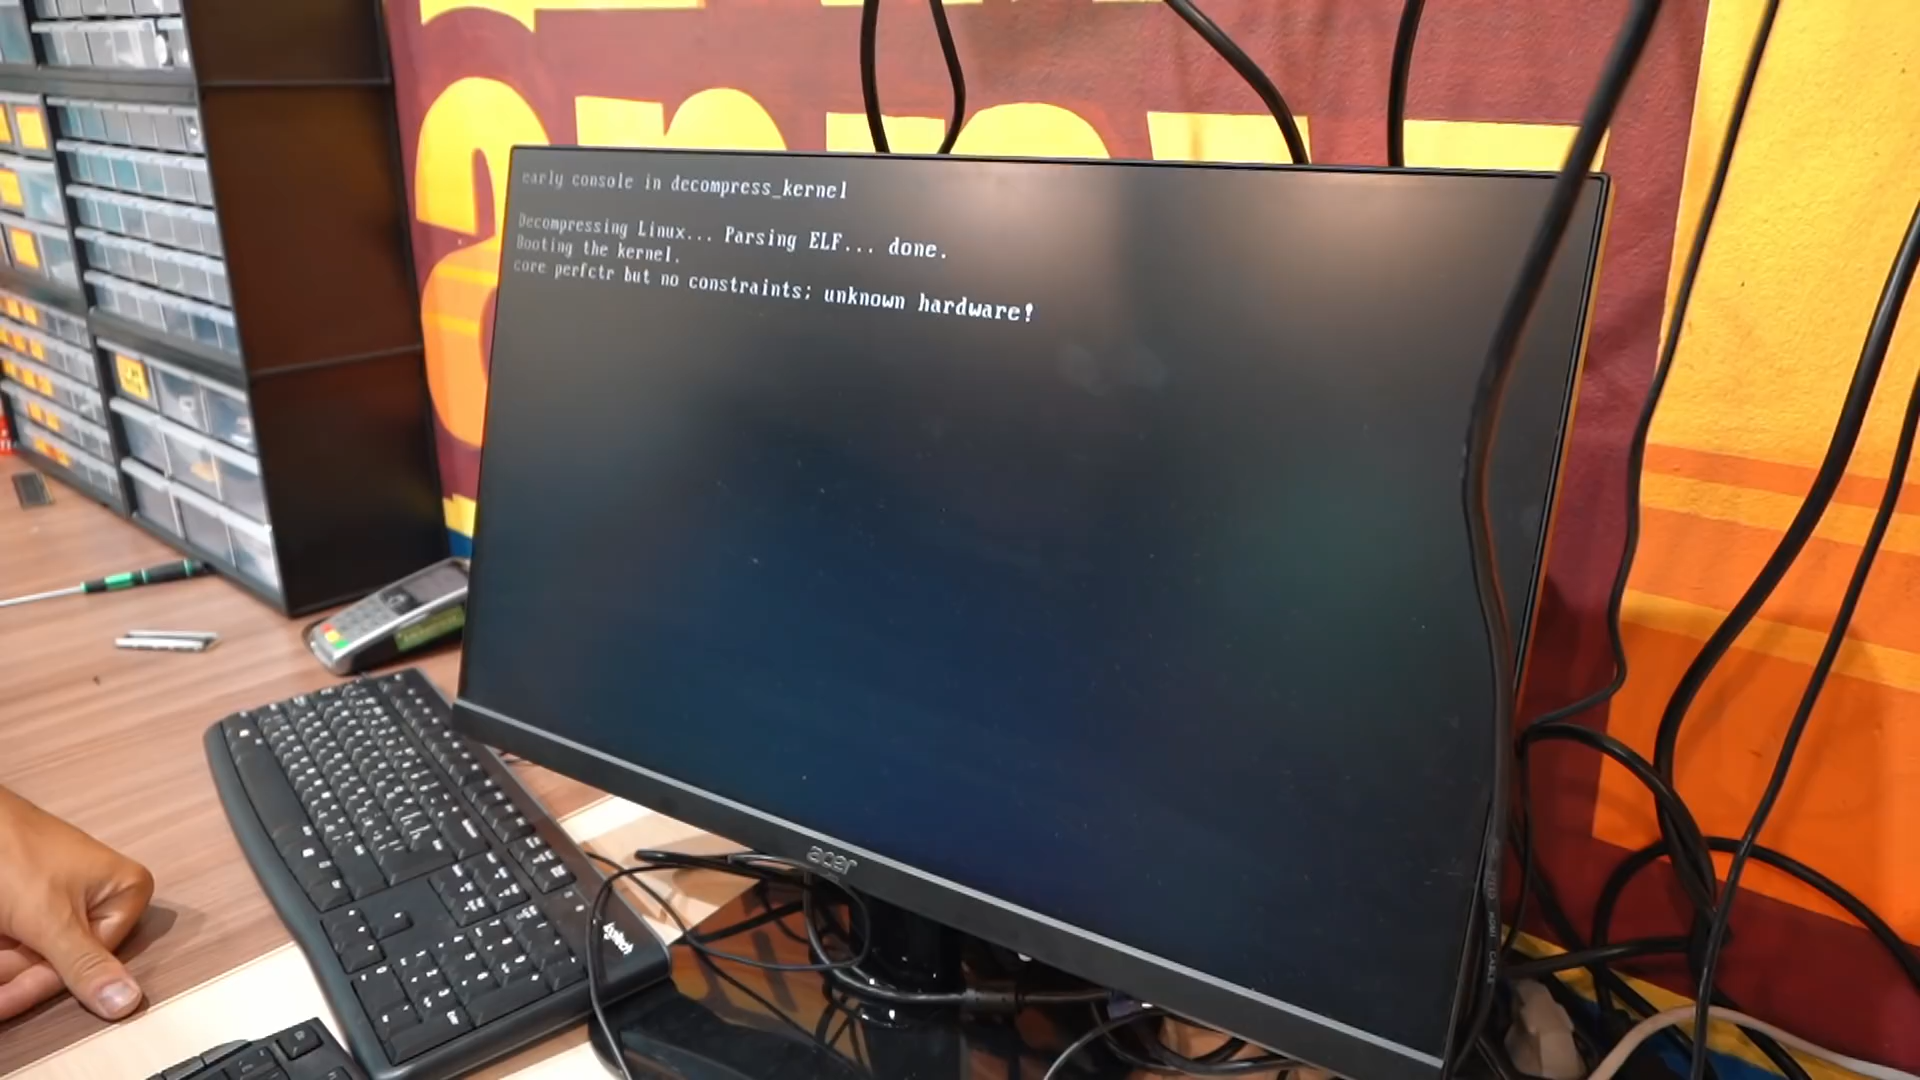 early console in decompress_kernel
Decompressing Linux... Parsing ELF... done.
Booting the kernel.
core perfctr but no constraints; unknown hardware!
acer
logitech